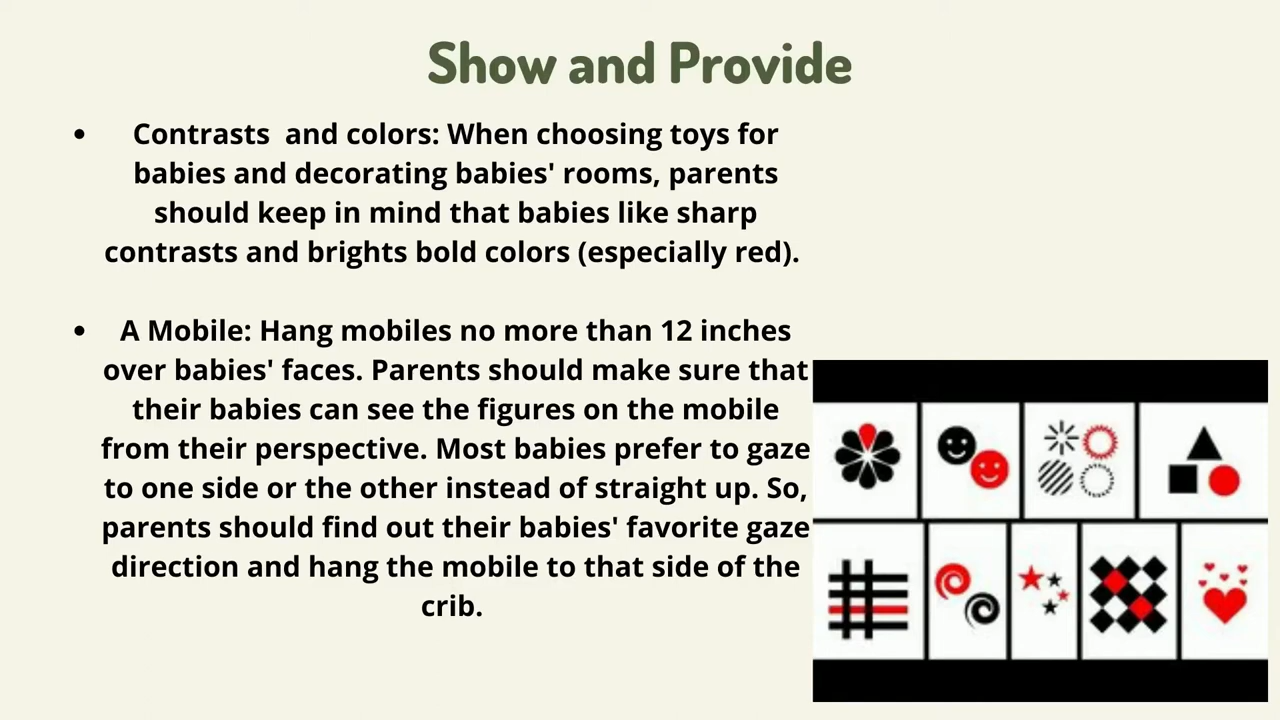 Show and Provide
• Contrasts  and colors: When choosing toys for
babies and decorating babies' rooms, parents
should keep in mind that babies like sharp
contrasts and brights bold colors (especially red).
• A Mobile: Hang mobiles no more than 12 inches
over babies' faces. Parents should make sure that
their babies can see the figures on the mobile
from their perspective. Most babies prefer to gaze
to one side or the other instead of straight up. So,
parents should find out their babies' favorite gaze
direction and hang the mobile to that side of the
crib.